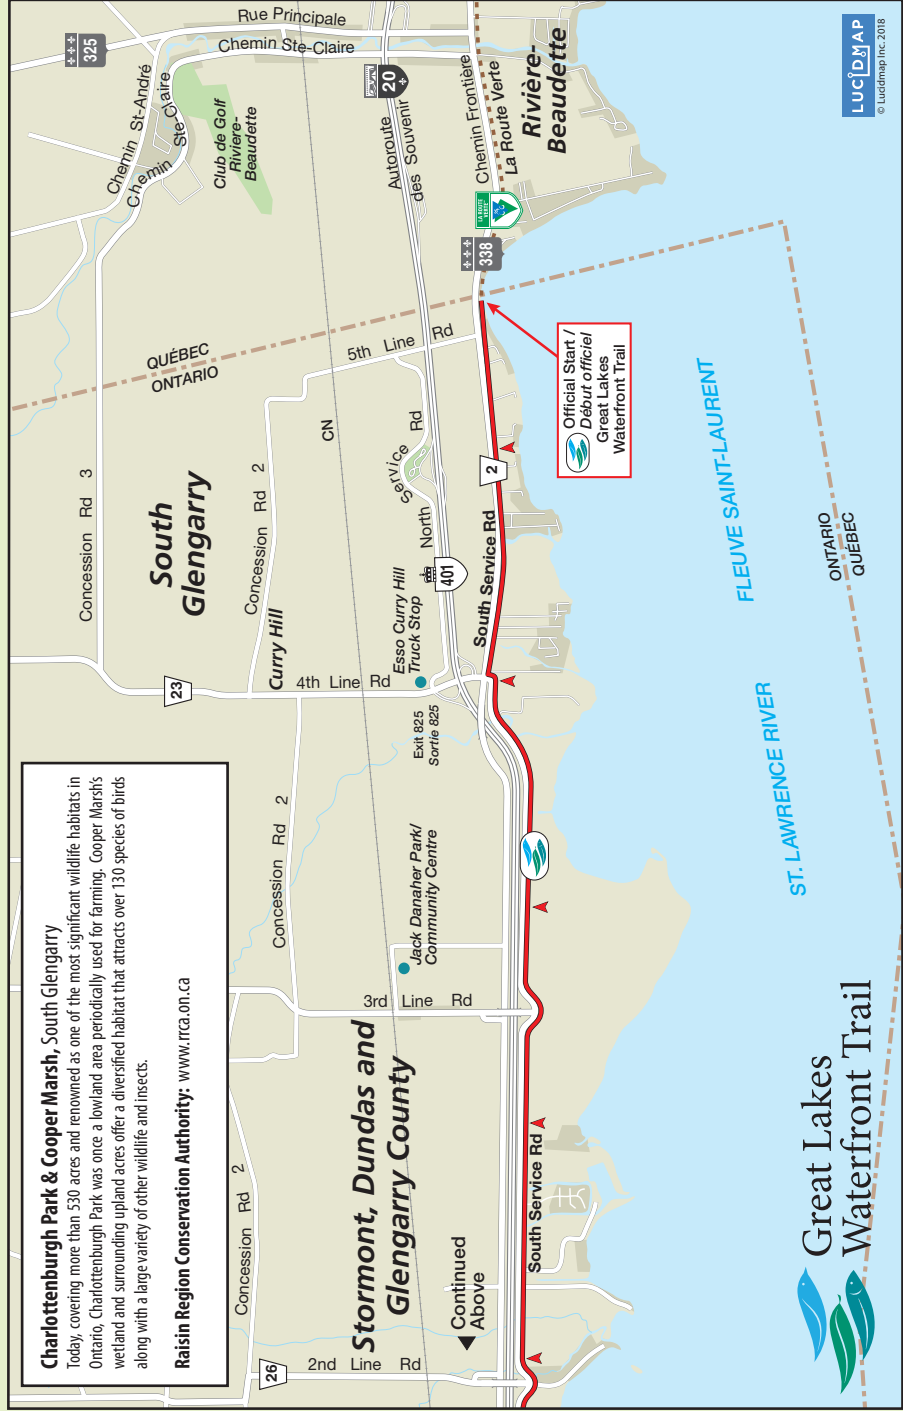 Charlottenburgh Park & Cooper Marsh, South Glengarry
Today, covering more than 530 acres and renowned as one of the most significant wildlife habitats in
Ontario, Charlottenburgh Park was once a lowland area periodically used for farming. Cooper Marsh's
wetland and surrounding upland acres offer a diversified habitat that attracts over 130 species of birds
along with a large variety of other wildlife and insects.
Raisin Region Conservation Authority: www.rrca.on.ca
Concession Rd 3
South
Glengarry
QUÉBEC
ONTARIO
Chemin St-André
Chemin Ste-Claire
325
Rue Principale
Chemin Ste-Claire
Club de Golf
Riviere-
Beaudette
23
Concession Rd 2
Curry Hill
4th Line Rd
CN
5th Line Rd
Autoroute
des Souvenir
20
Concession Rd 2
Concession Rd 2
26
2nd Line Rd
Stormont, Dundas and
Glengarry County
3rd Line Rd
Jack Danaher Park/
Community Centre
Exit 825
Sortie 825
Esso Curry Hill
Truck Stop
North Service Rd
401
Continued
Above
South Service Rd
South Service Rd
2
338
LA ROUTE
VERTE
Chemin Frontière
La Route Verte
Rivière-
Beaudette
Official Start /
Début officiel
Great Lakes
Waterfront Trail
FLEUVE SAINT-LAURENT
ST. LAWRENCE RIVER
ONTARIO
QUÉBEC
Great Lakes
Waterfront Trail
LUCIDMAP
© Lucidmap Inc. 2018